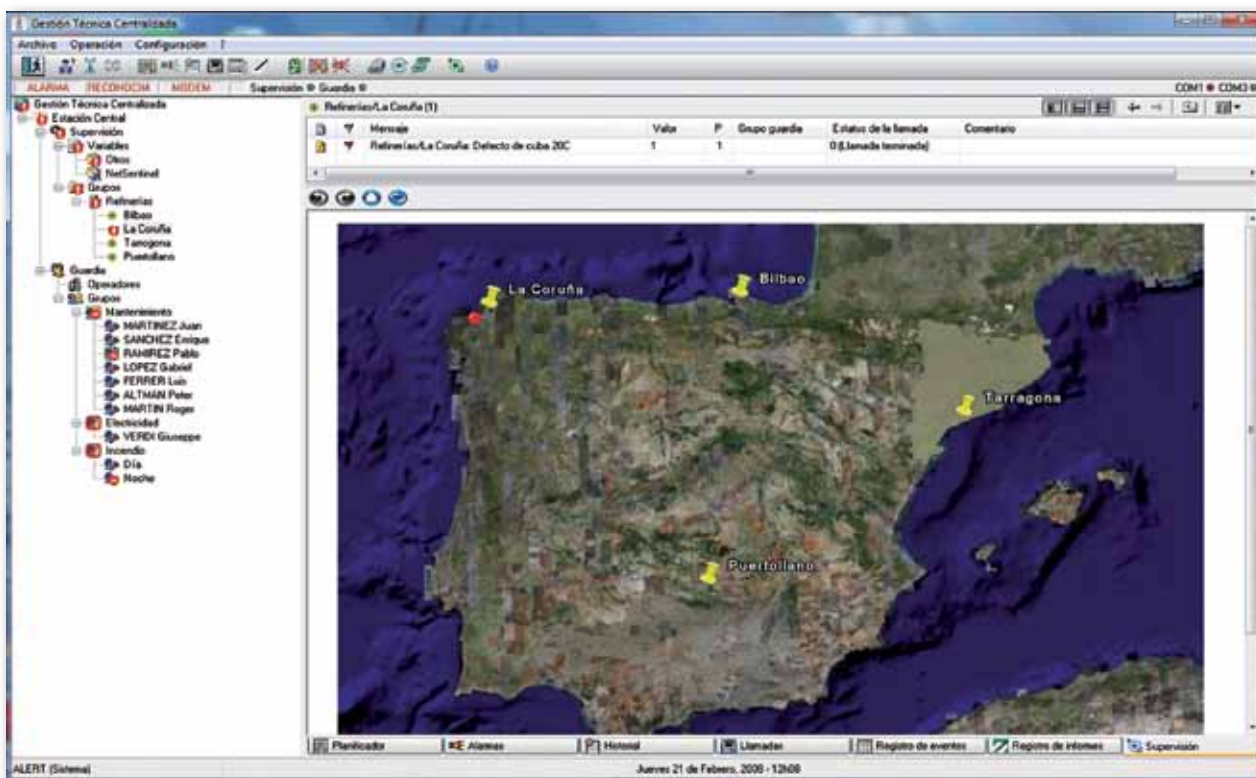 Gestión Técnica Centralizada
Archivo Operación Configuración ?
ALARMA RECONOCIM MODEM Supervisión Guardia COM1 COM3
Gestión Técnica Centralizada
Estación Central
Supervisión
Variables
Otros
NetSentinel
Grupos
Refinerías
Bilbao
La Coruña
Tarragona
Puertollano
Guardia
Operadores
Grupos
Mantenimiento
MARTINEZ Juan
SANCHEZ Enrique
RAMIREZ Pablo
LOPEZ Gabriel
FERRER Luis
ALTMAN Peter
MARTIN Roger
Electricidad
VERDI Giuseppe
Incendio
Día
Noche
Refinerías/La Coruña (1)
Mensaje Valor P Grupo guardia Estatus de la llamada Comentario
Refinerías/La Coruña: Defecto de cuba 20C 1 1 0 (Llamada terminada)
La Coruña
Bilbao
Tarragona
Puertollano
Planificador Alarmas Historial Llamadas Registro de eventos Registro de informes Supervisión
ALERT (Sistema) Jueves 21 de Febrero, 2008 - 12h08